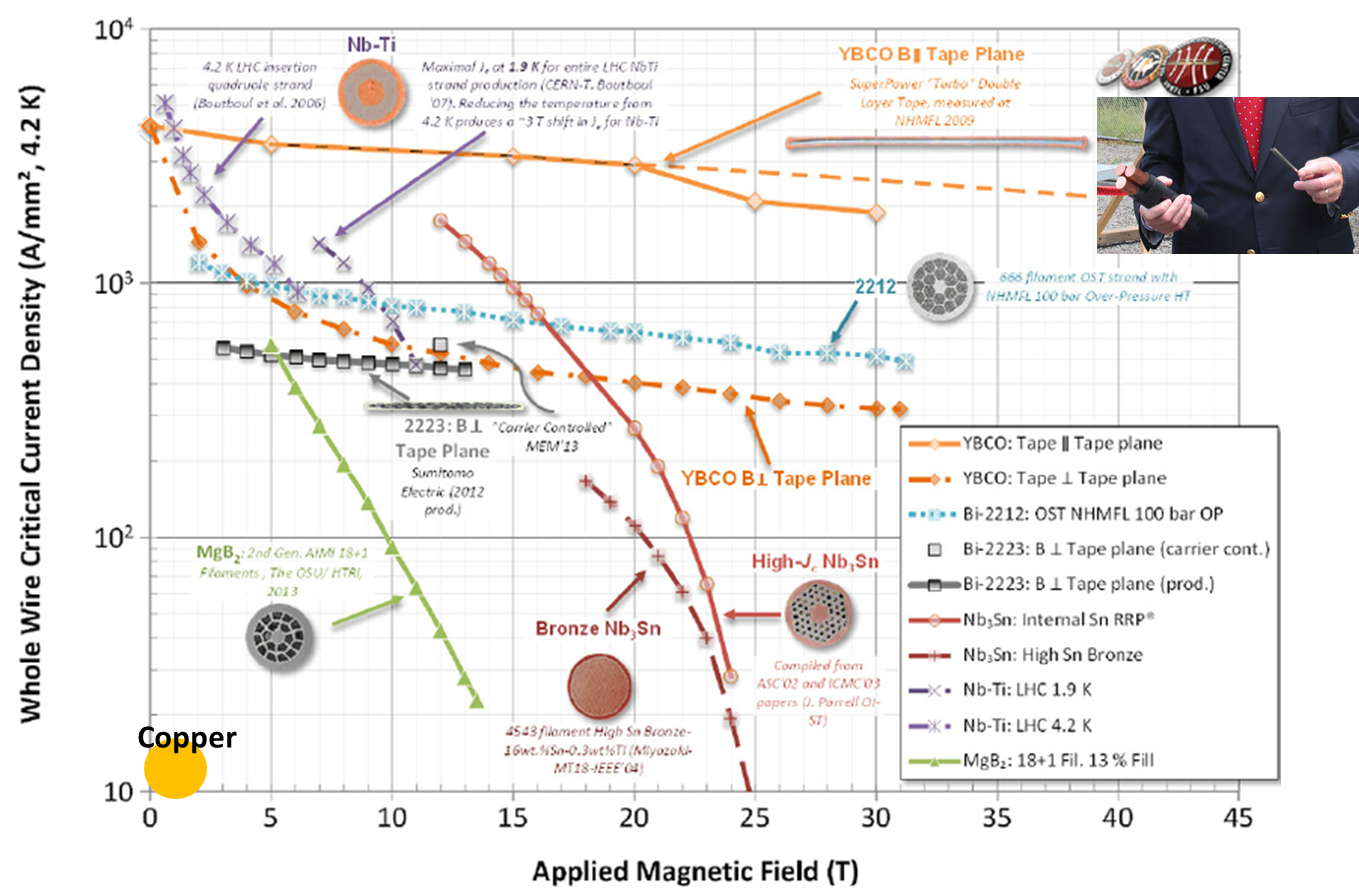 Whole Wire Critical Current Density (A/mm², 4.2 K)
10⁴
10³
10²
10
0 5 10 15 20 25 30 35 40 45
Applied Magnetic Field (T)
Nb-Ti
4.2 K LHC insertion
quadrupole strand
(Boutboul et al. 2006)
Maximal Jₑ at 1.9 K for entire LHC NbTi
strand production (CERN-T. Boutboul
'07). Reducing the temperature from
4.2 K produces a ~3 T shift in Jₑ for Nb-Ti
YBCO B∥ Tape Plane
SuperPower "Turbo" Double
Layer Tape, measured at
NHMFL 2009
2212
666 filament OST strand with
NHMFL 100 bar Over-Pressure HT
2223: B⊥
Tape Plane
Sumitomo
Electric (2012
prod.)
"Carrier Controlled"
MEM'13
YBCO B⊥ Tape Plane
MgB₂: 2nd Gen. AIMI 18+1
Filaments, The OSU/ HTRI,
2013
Bronze Nb₃Sn
4543 filament High Sn Bronze-
16wt.%Sn-0.3wt%Ti (Miyazaki-
MT18-IEEE'04)
High-Jc Nb₃Sn
Compiled from
ASC'02 and ICMC'03
papers (J. Parrell OI-
ST)
Copper
YBCO: Tape ∥ Tape plane
YBCO: Tape ⊥ Tape plane
Bi-2212: OST NHMFL 100 bar OP
Bi-2223: B ⊥ Tape plane (carrier cont.)
Bi-2223: B ⊥ Tape plane (prod.)
Nb₃Sn: Internal Sn RRP®
Nb₃Sn: High Sn Bronze
Nb-Ti: LHC 1.9 K
Nb-Ti: LHC 4.2 K
MgB₂: 18+1 Fil. 13 % Fill